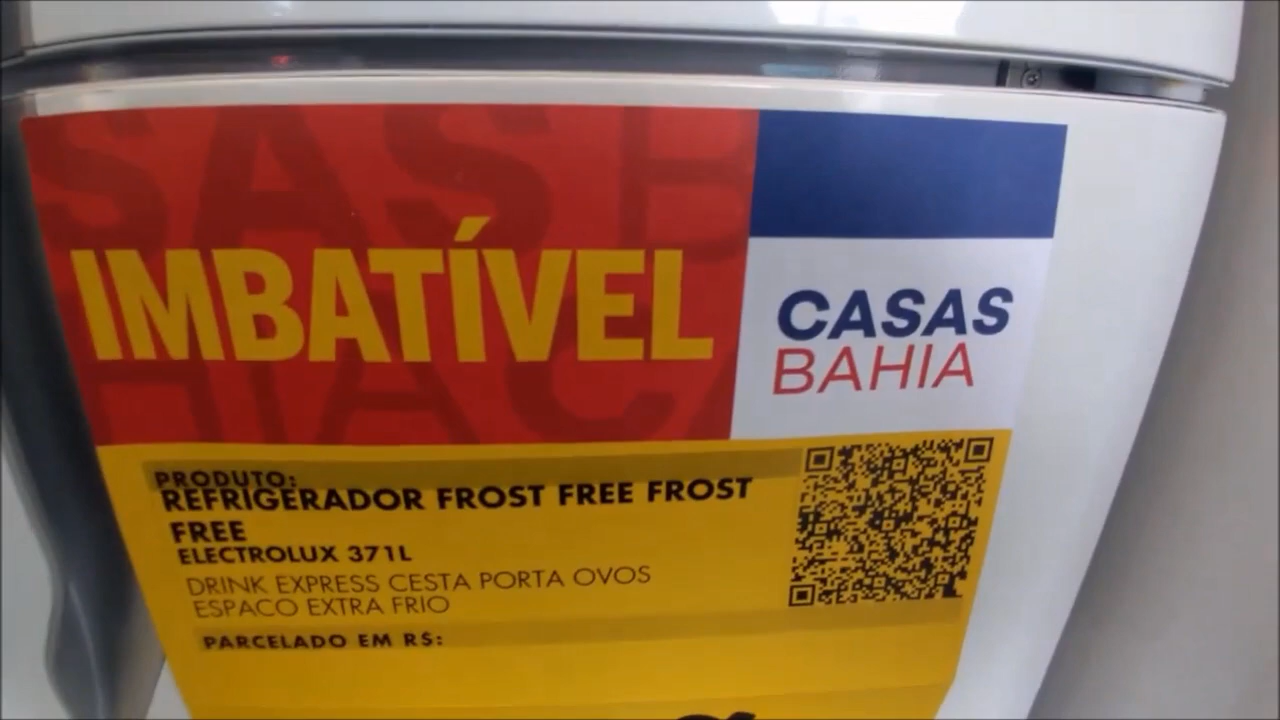 IMBATÍVEL
CASAS
BAHIA
PRODUTO:
REFRIGERADOR FROST FREE FROST
FREE
ELECTROLUX 371L
DRINK EXPRESS CESTA PORTA OVOS
ESPACO EXTRA FRIO
PARCELADO EM R$: